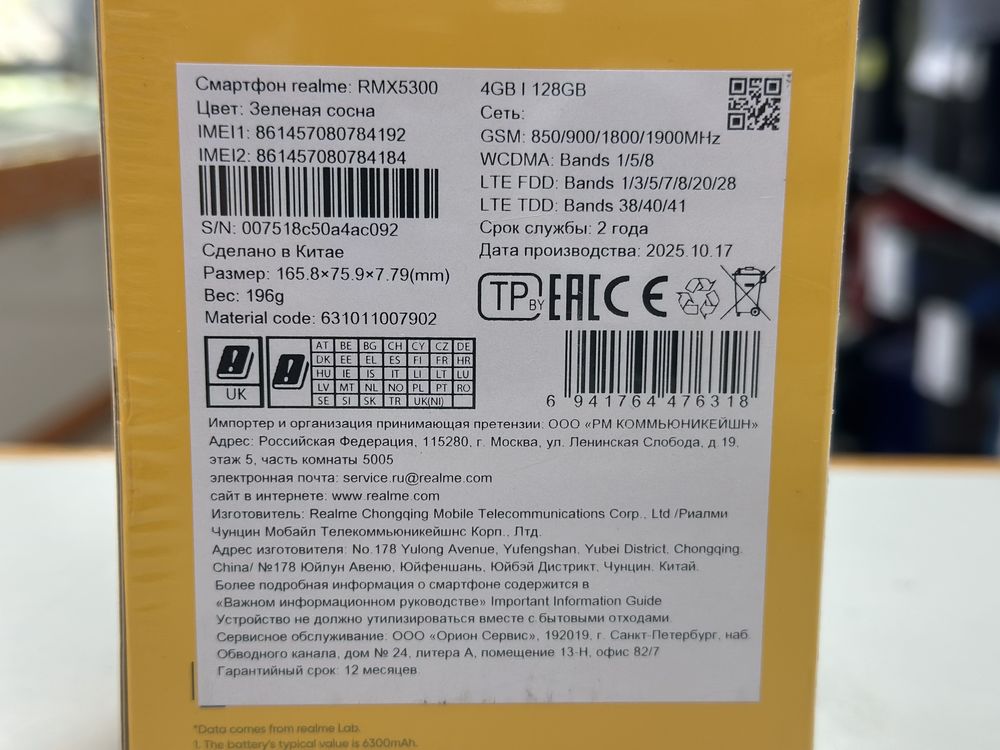 Смартфон realme: RMX5300
Цвет: Зеленая сосна
IMEI1: 861457080784192
IMEI2: 861457080784184
S/N: 007518c50a4ac092
Сделано в Китае
Размер: 165.8×75.9×7.79(mm)
Вес: 196g
Material code: 631011007902
4GB | 128GB
Сеть:
GSM: 850/900/1800/1900MHz
WCDMA: Bands 1/5/8
LTE FDD: Bands 1/3/5/7/8/20/28
LTE TDD: Bands 38/40/41
Срок службы: 2 года
Дата производства: 2025.10.17
TP BY EAC CE
UK
AT BE BG CH CY CZ DE
DK EE EL ES FI FR HR
HU IE IS IT LI LT LU
LV MT NL NO PL PT RO
SE SI SK TR UK(NI)
6 941764 476318
Импортер и организация принимающая претензии: ООО «РМ КОММЬЮНИКЕЙШН»
Адрес: Российская Федерация, 115280, г. Москва, ул. Ленинская Слобода, д.19,
этаж 5, часть комнаты 5005
электронная почта: service.ru@realme.com
сайт в интернете: www.realme.com
Изготовитель: Realme Chongqing Mobile Telecommunications Corp., Ltd /Риалми
Чунцин Мобайл Телекоммьюникейшнс Корп., Лтд.
Адрес изготовителя: No.178 Yulong Avenue, Yufengshan, Yubei District, Chongqing.
China/ №178 Юйлун Авеню, Юйфеншань, Юйбэй Дистрикт, Чунцин. Китай.
Более подробная информация о смартфоне содержится в
«Важном информационном руководстве» Important Information Guide
Устройство не должно утилизироваться вместе с бытовыми отходами.
Сервисное обслуживание: ООО «Орион Сервис», 192019, г. Санкт-Петербург, наб.
Обводного канала, дом № 24, литера А, помещение 13-Н, офис 82/7
Гарантийный срок: 12 месяцев.
*Data comes from realme Lab.
1. The battery's typical value is 6300mAh.